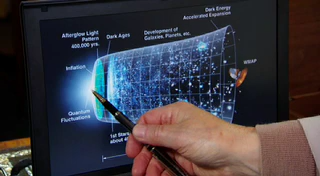 Dark Energy
Accelerated Expansion
Afterglow Light
Pattern
400,000 yrs.
Dark Ages
Development of
Galaxies, Planets, etc.
Inflation
WMAP
Quantum
Fluctuations
1st Stars
about 4